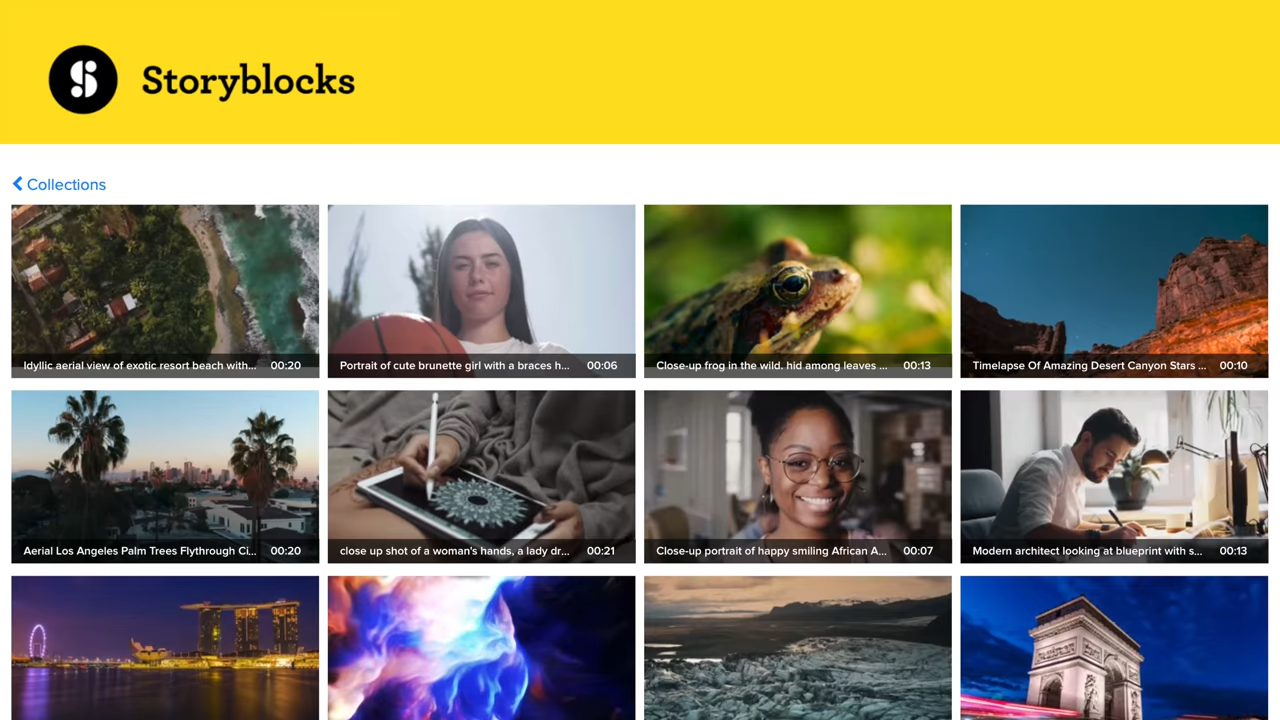 Storyblocks
Collections
Idyllic aerial view of exotic resort beach with... 00:20
Portrait of cute brunette girl with a braces h... 00:06
Close-up frog in the wild. hid among leaves ... 00:13
Timelapse Of Amazing Desert Canyon Stars ... 00:10
Aerial Los Angeles Palm Trees Flythrough Ci... 00:20
close up shot of a woman's hands, a lady dr... 00:21
Close-up portrait of happy smiling African A... 00:07
Modern architect looking at blueprint with s... 00:13